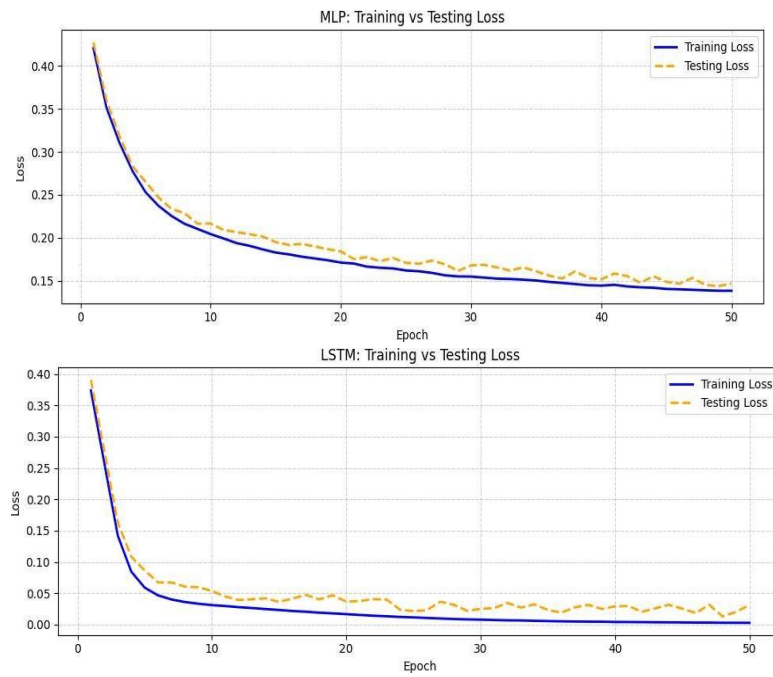 MLP: Training vs Testing Loss
Training Loss
Testing Loss
0.40
0.35
0.30
0.25
0.20
0.15
Loss
0 10 20 30 40 50
Epoch
LSTM: Training vs Testing Loss
Training Loss
Testing Loss
0.40
0.35
0.30
0.25
0.20
0.15
0.10
0.05
0.00
Loss
0 10 20 30 40 50
Epoch